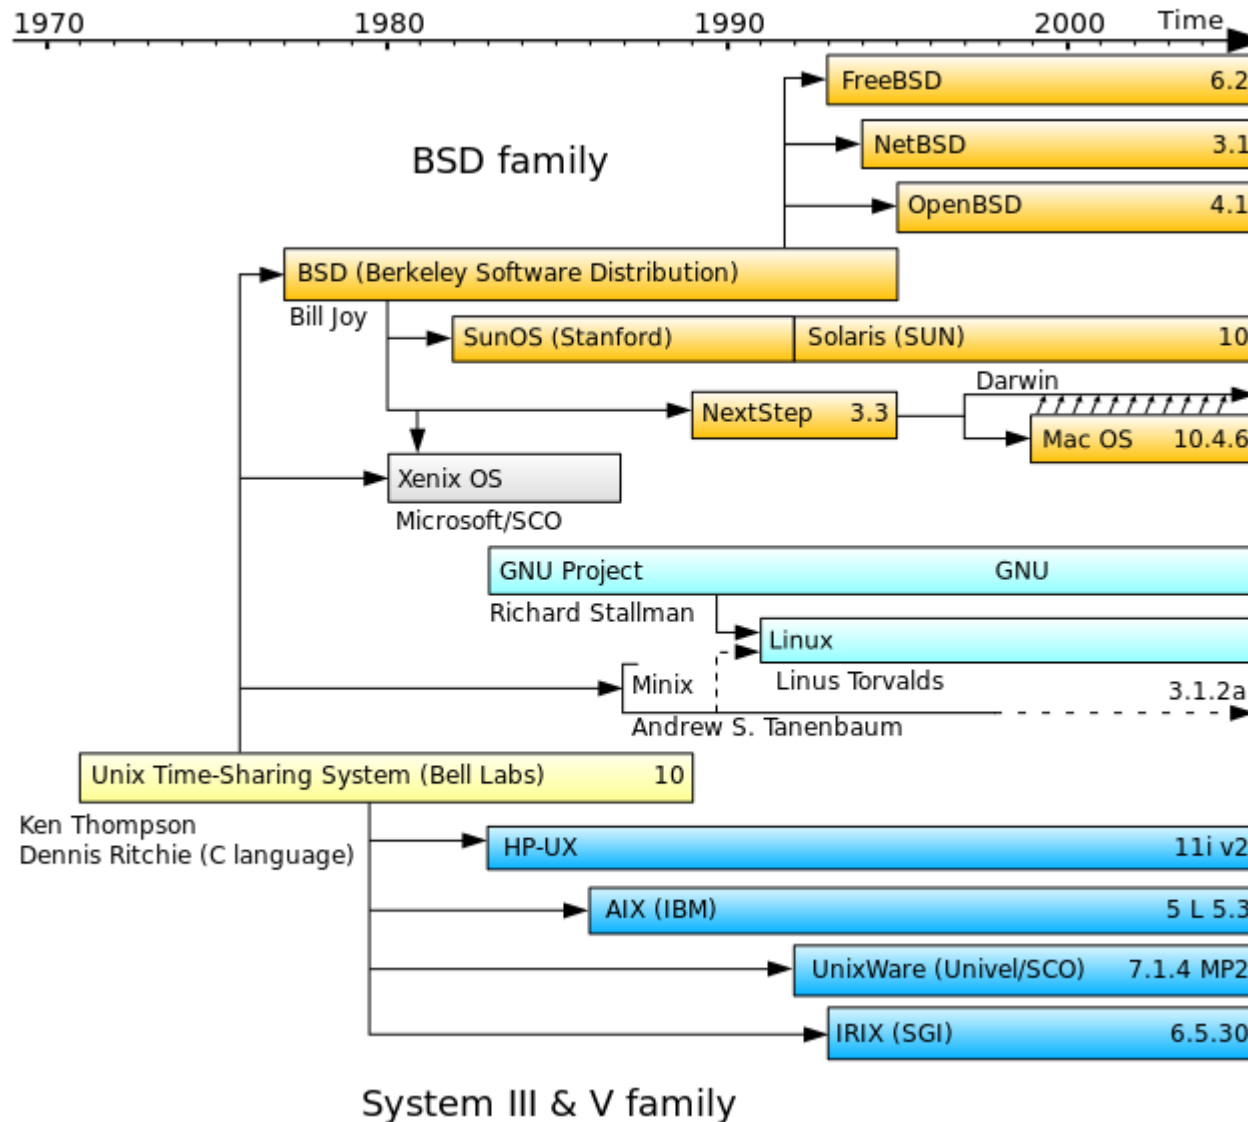 1970 1980 1990 2000 Time
FreeBSD 6.2
BSD family
NetBSD 3.1
OpenBSD 4.1
BSD (Berkeley Software Distribution)
Bill Joy
SunOS (Stanford) Solaris (SUN) 10
Darwin
NextStep 3.3
Mac OS 10.4.6
Xenix OS
Microsoft/SCO
GNU Project GNU
Richard Stallman
Linux
Linus Torvalds
Minix
3.1.2a
Andrew S. Tanenbaum
Unix Time-Sharing System (Bell Labs) 10
Ken Thompson
Dennis Ritchie (C language)
HP-UX 11i v2
AIX (IBM) 5 L 5.3
UnixWare (Univel/SCO) 7.1.4 MP2
IRIX (SGI) 6.5.30
System III & V family